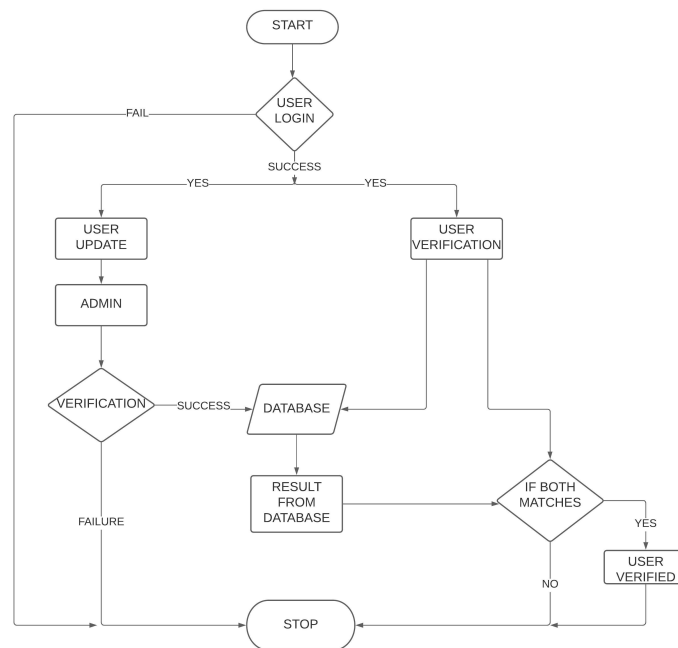 START
USER
LOGIN
FAIL
SUCCESS
YES
YES
USER
UPDATE
USER
VERIFICATION
ADMIN
VERIFICATION
SUCCESS
DATABASE
RESULT
FROM
DATABASE
IF BOTH
MATCHES
FAILURE
YES
USER
VERIFIED
NO
STOP